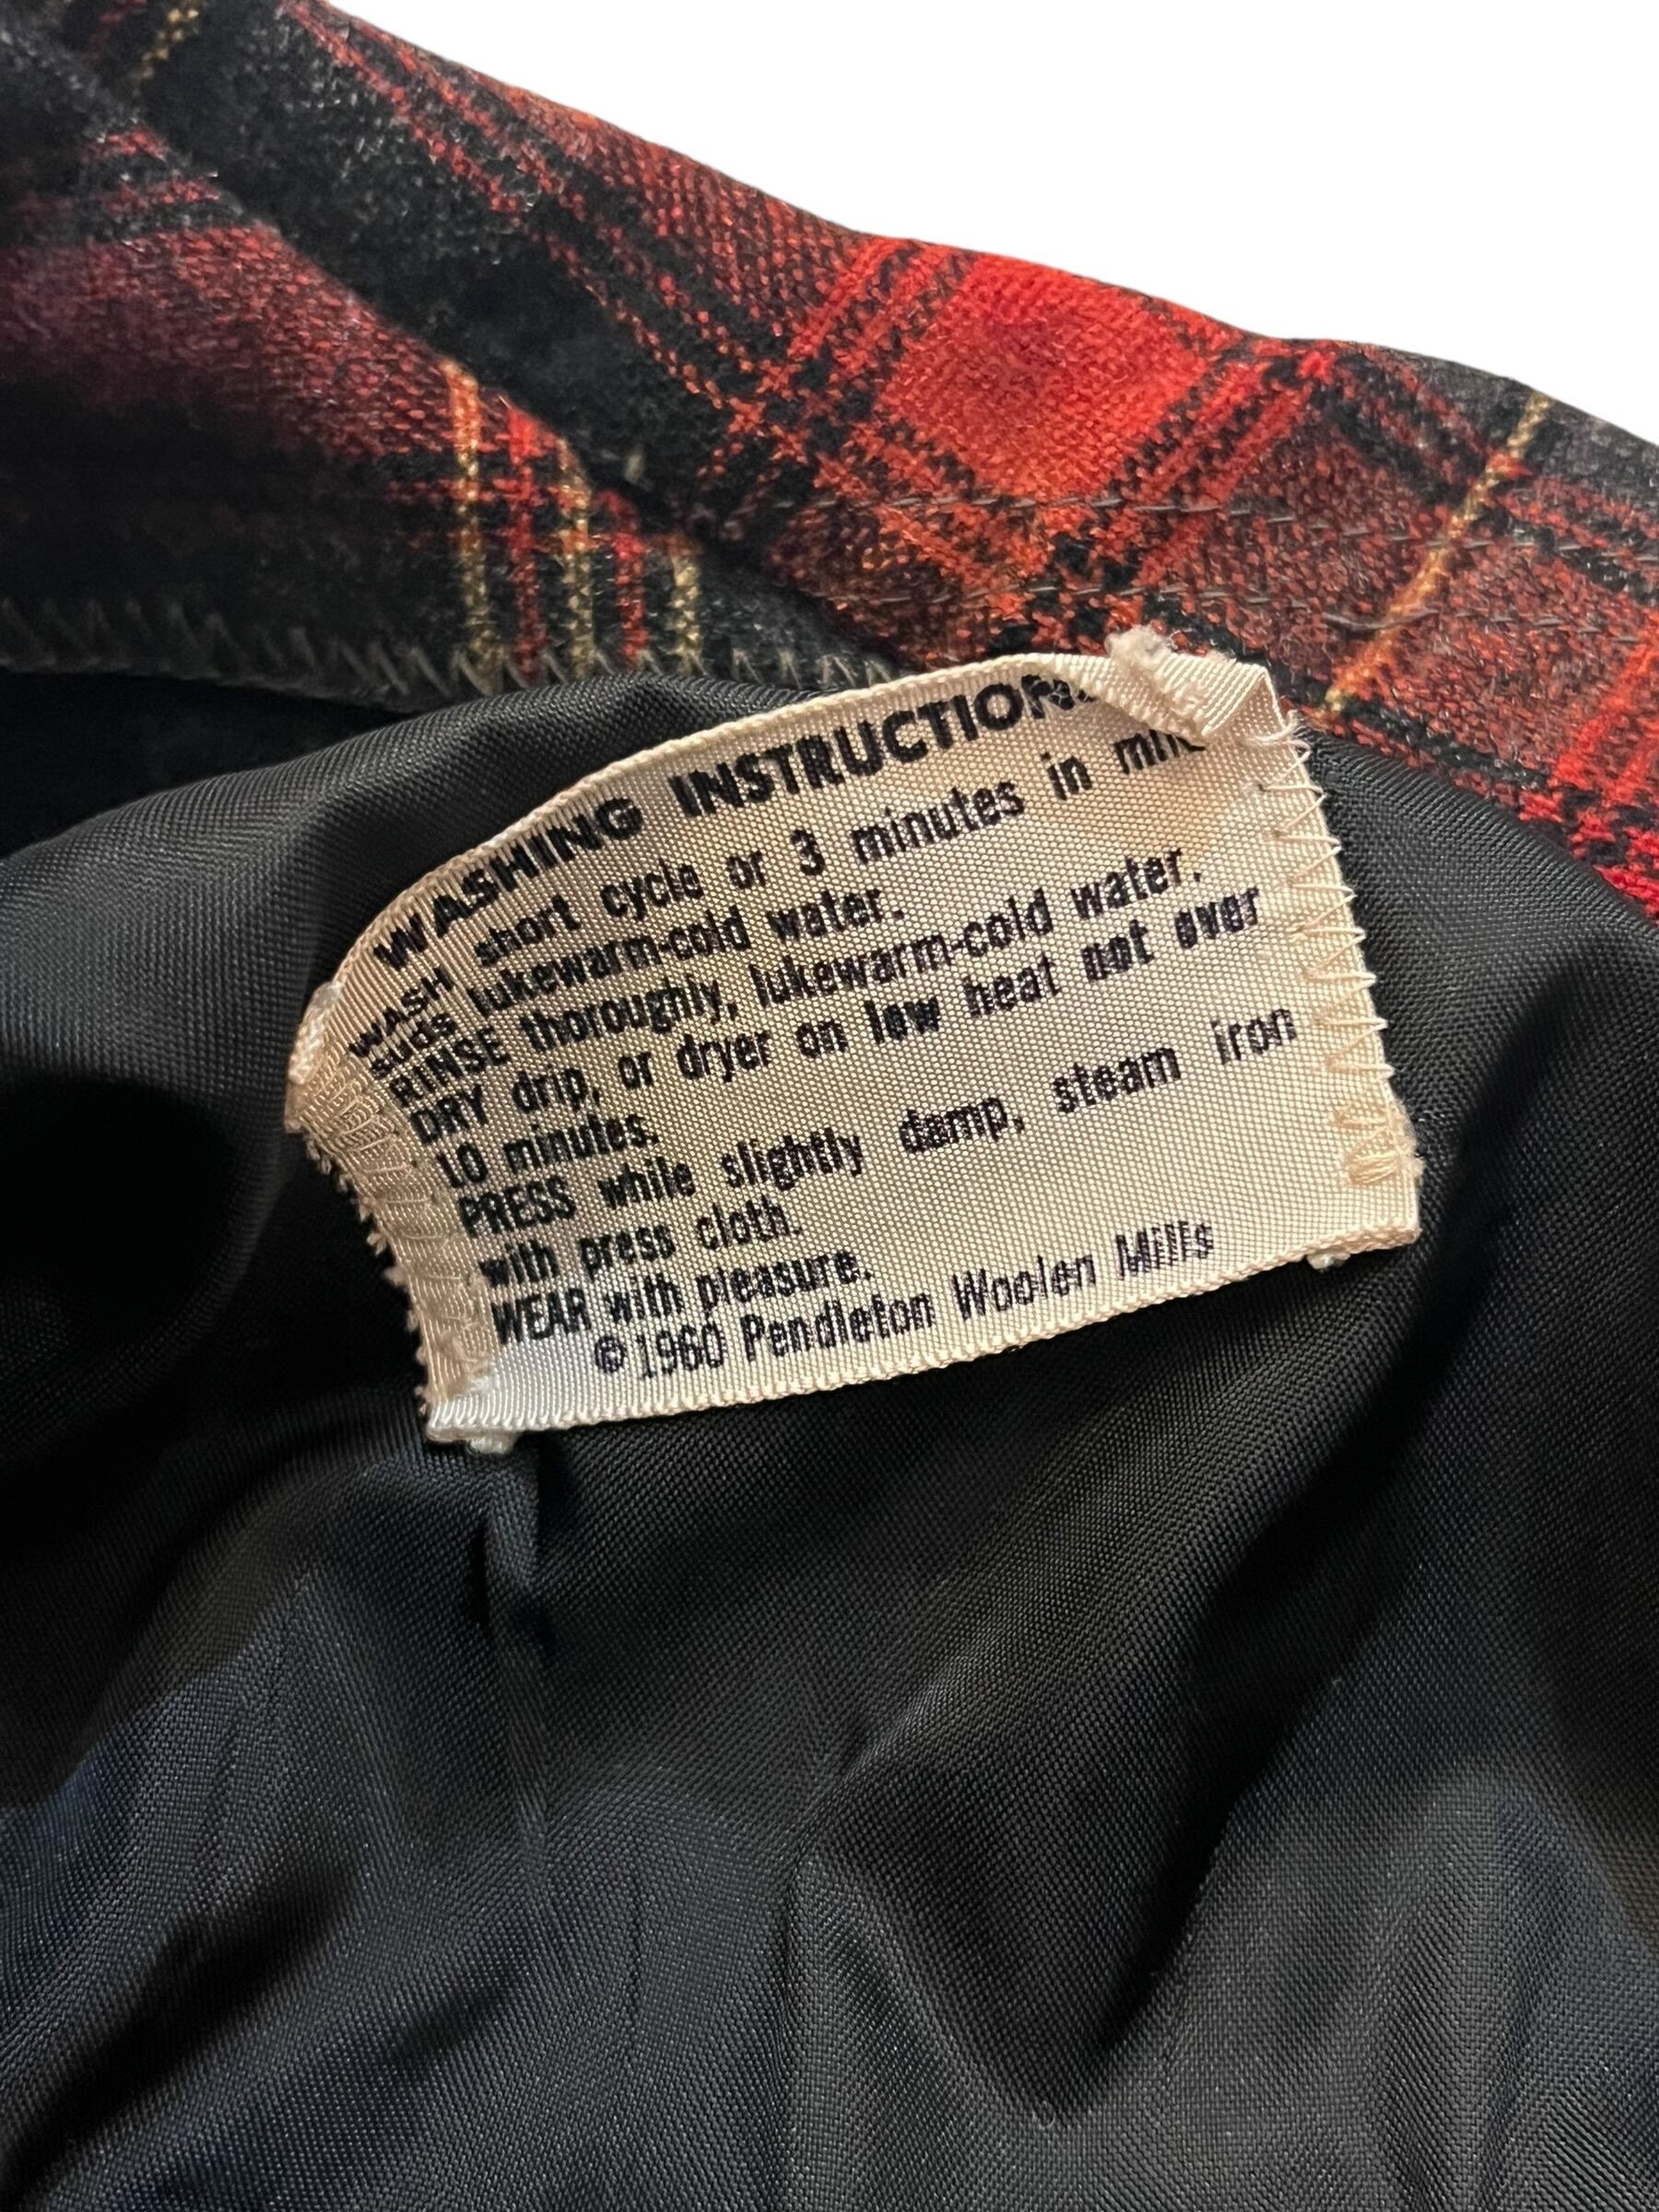 WASHING INSTRUCTIONS
WASH short cycle or 3 minutes in
suds lukewarm-cold water.
RINSE thoroughly, lukewarm-cold water.
DRY drip, or dryer on low heat not over
10 minutes.
PRESS while slightly damp, steam iron
with press cloth.
WEAR with pleasure.
©1960 Pendleton Woolen Mills